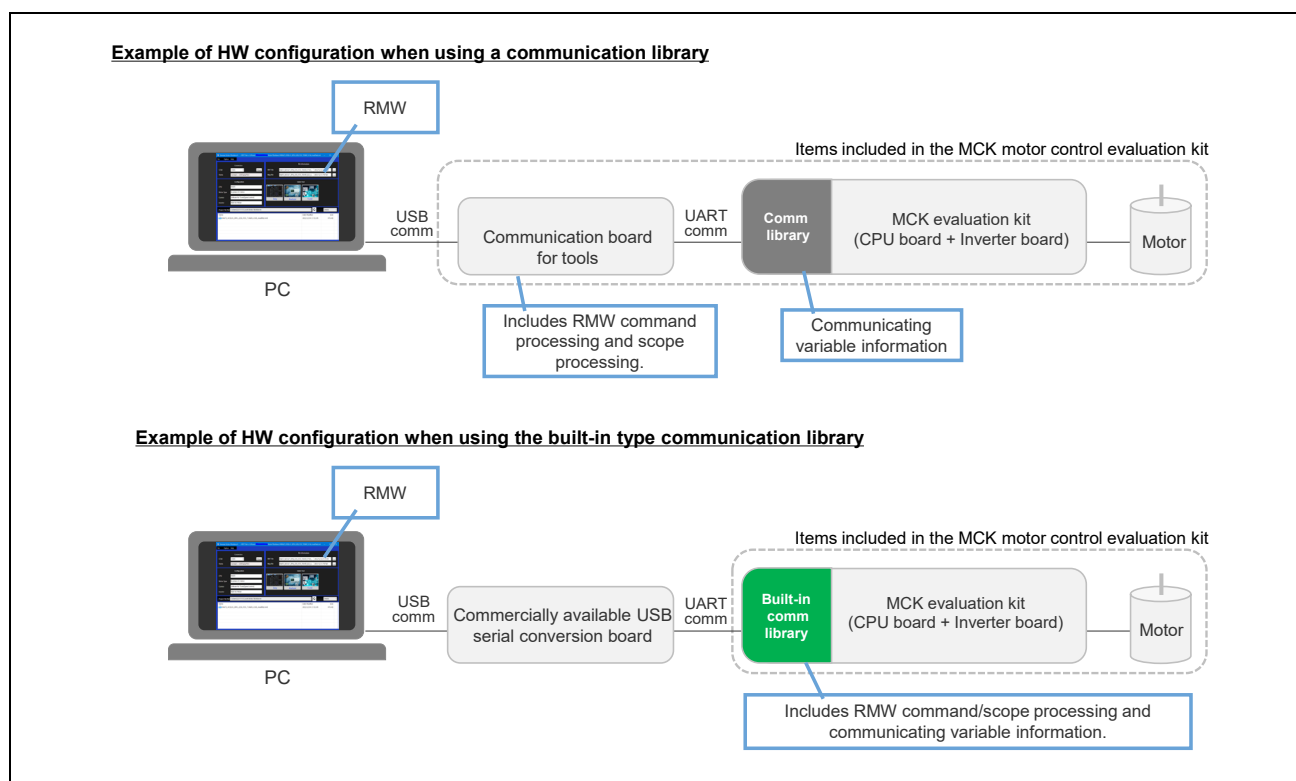 Example of HW configuration when using a communication library
RMW
Items included in the MCK motor control evaluation kit
USB
comm
Communication board
for tools
UART
comm
Comm
library
MCK evaluation kit
(CPU board + Inverter board)
Motor
PC
Includes RMW command
processing and scope
processing.
Communicating
variable information
Example of HW configuration when using the built-in type communication library
RMW
Items included in the MCK motor control evaluation kit
USB
comm
Commercially available USB
serial conversion board
UART
comm
Built-in
comm
library
MCK evaluation kit
(CPU board + Inverter board)
Motor
PC
Includes RMW command/scope processing and
communicating variable information.